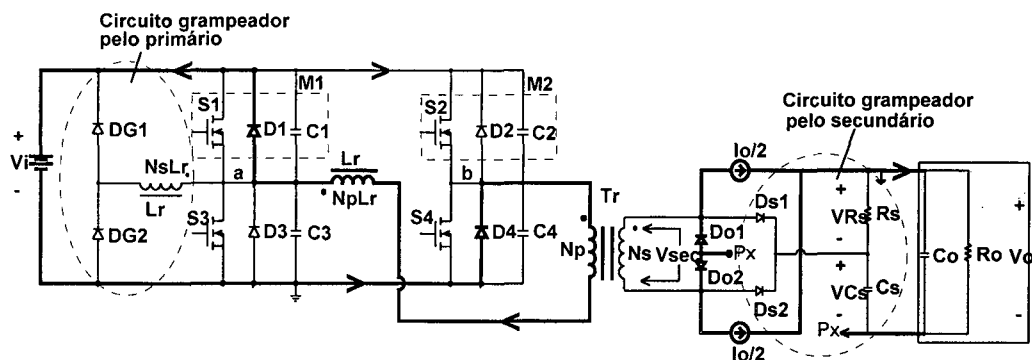 Circuito grampeador
pelo primário
M1
M2
S1
S2
DG1
D1
C1
D2
C2
+
Vi
-
NsLr
Lr
a
Lr
NpLr
b
S3
S4
DG2
D3
C3
D4
C4
Tr
Np
Ns
Vsec
Circuito grampeador
pelo secundário
Io/2
Ds1
Do1
Px
Do2
Ds2
Io/2
+
VRs
-
Rs
+
VCs
-
Cs
Px
Co
Ro
+
Vo
-